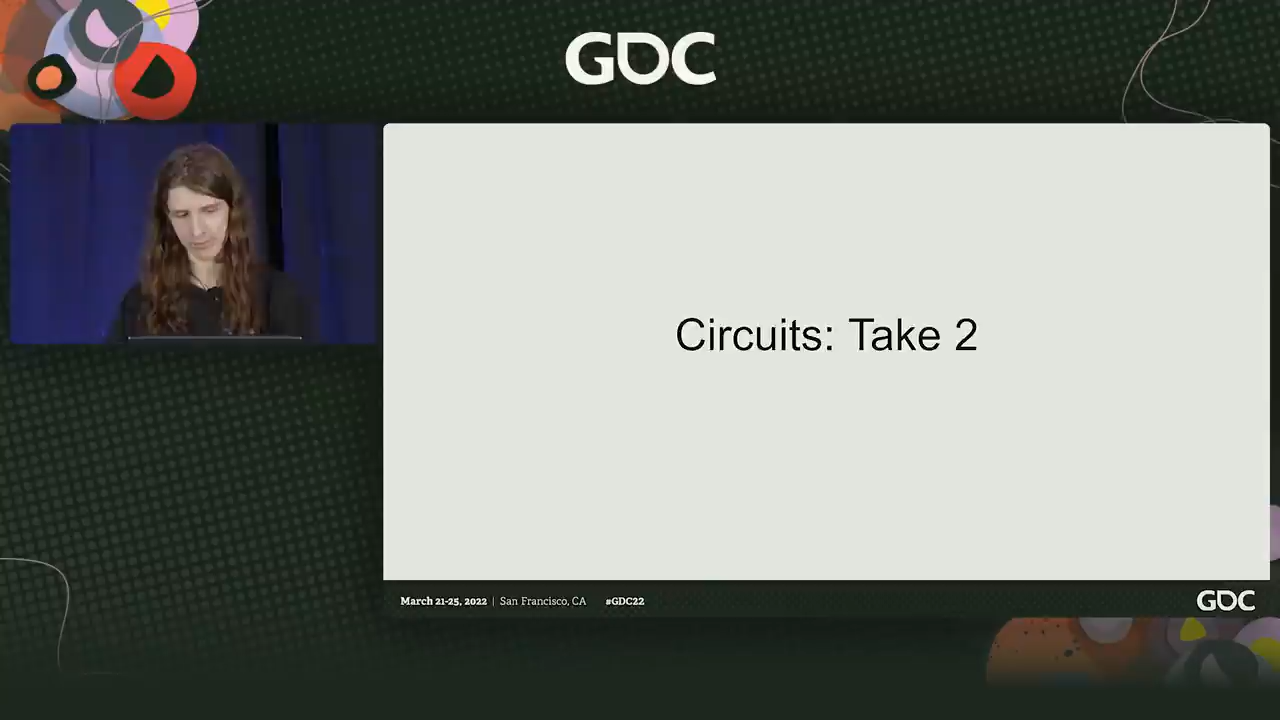 GDC
Circuits: Take 2
March 21-25, 2022 | San Francisco, CA #GDC22
GDC